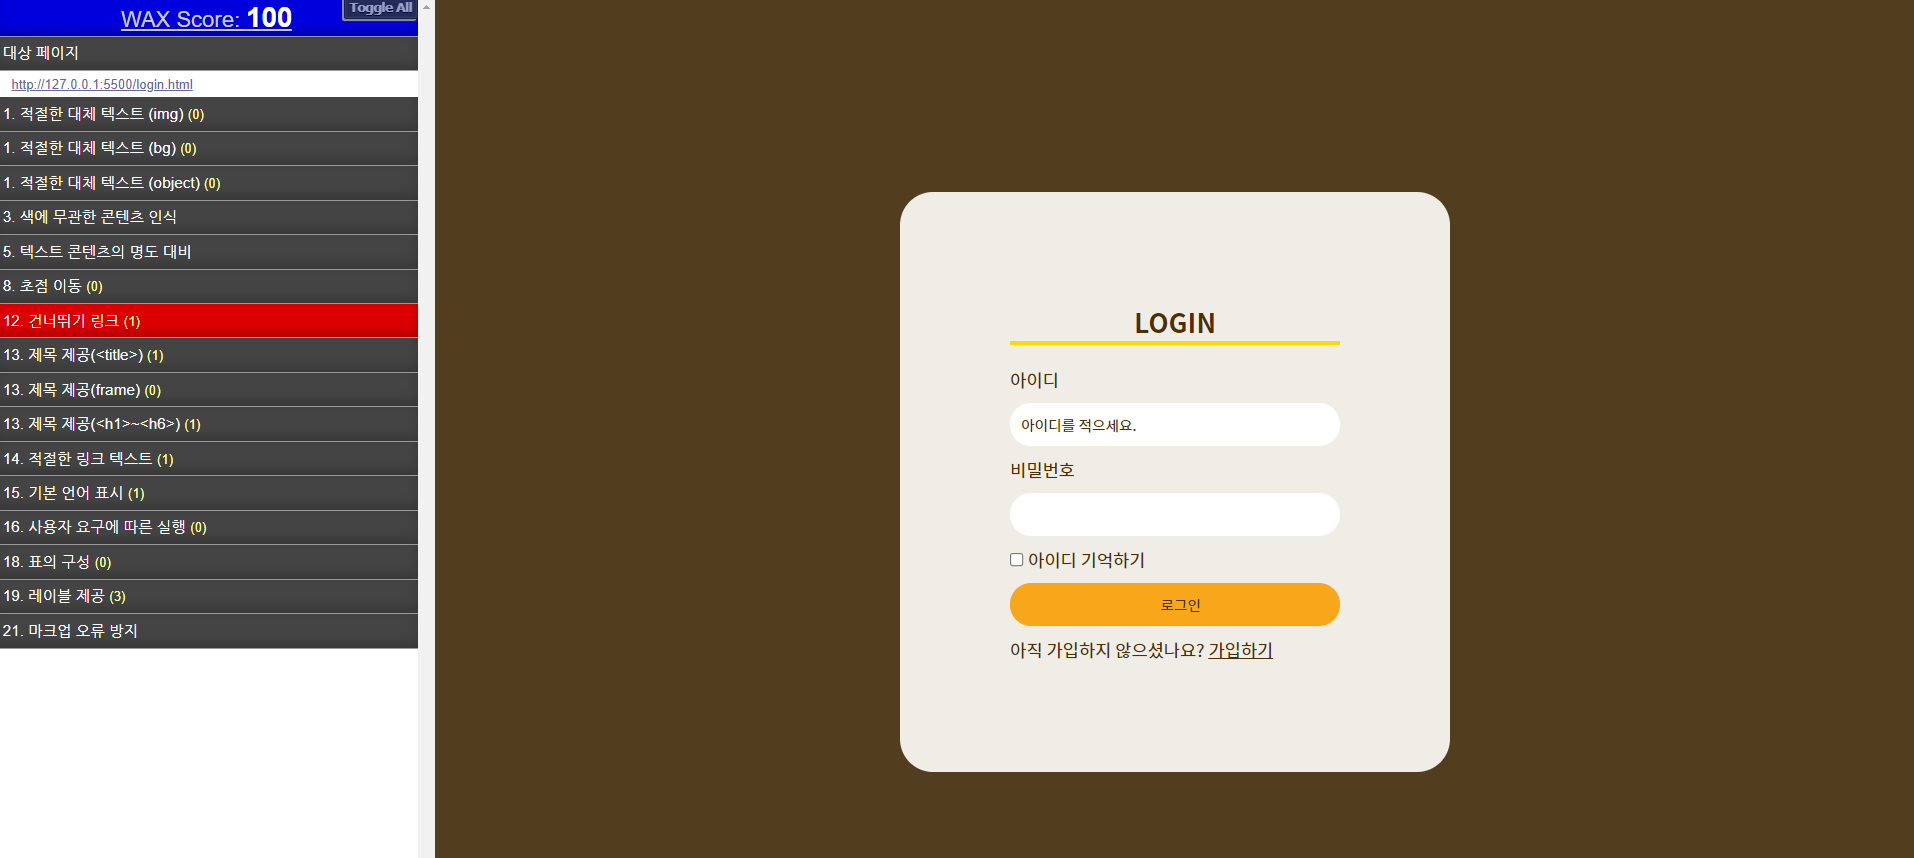 WAX Score: 100
Toggle All
대상 페이지
http://127.0.0.1:5500/login.html
1. 적절한 대체 텍스트 (img) (0)
1. 적절한 대체 텍스트 (bg) (0)
1. 적절한 대체 텍스트 (object) (0)
3. 색에 무관한 콘텐츠 인식
5. 텍스트 콘텐츠의 명도 대비
8. 초점 이동 (0)
12. 건너뛰기 링크 (1)
13. 제목 제공(<title>) (1)
13. 제목 제공(frame) (0)
13. 제목 제공(<h1>~<h6>) (1)
14. 적절한 링크 텍스트 (1)
15. 기본 언어 표시 (1)
16. 사용자 요구에 따른 실행 (0)
18. 표의 구성 (0)
19. 레이블 제공 (3)
21. 마크업 오류 방지
LOGIN
아이디
아이디를 적으세요.
비밀번호
아이디 기억하기
로그인
아직 가입하지 않으셨나요? 가입하기